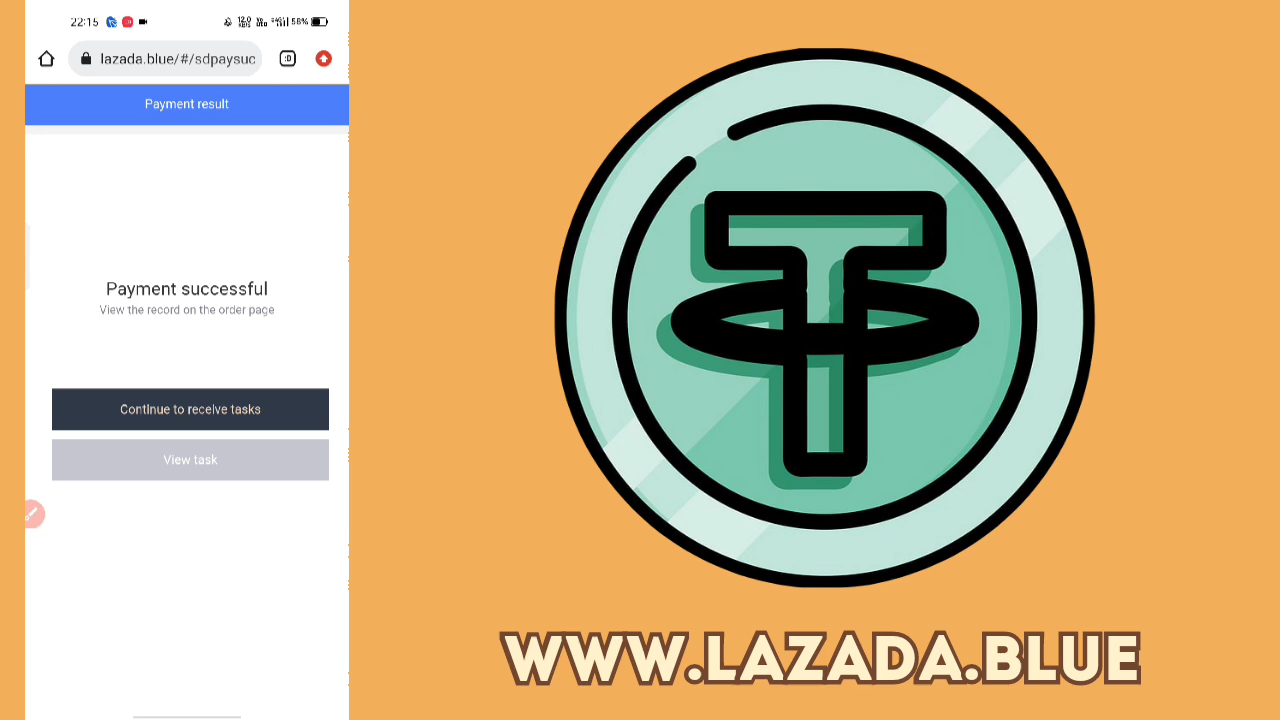 22:15
58%
lazada.blue/#/sdpaysuc
:D
Payment result
Payment successful
View the record on the order page
Continue to receive tasks
View task
WWW.LAZADA.BLUE